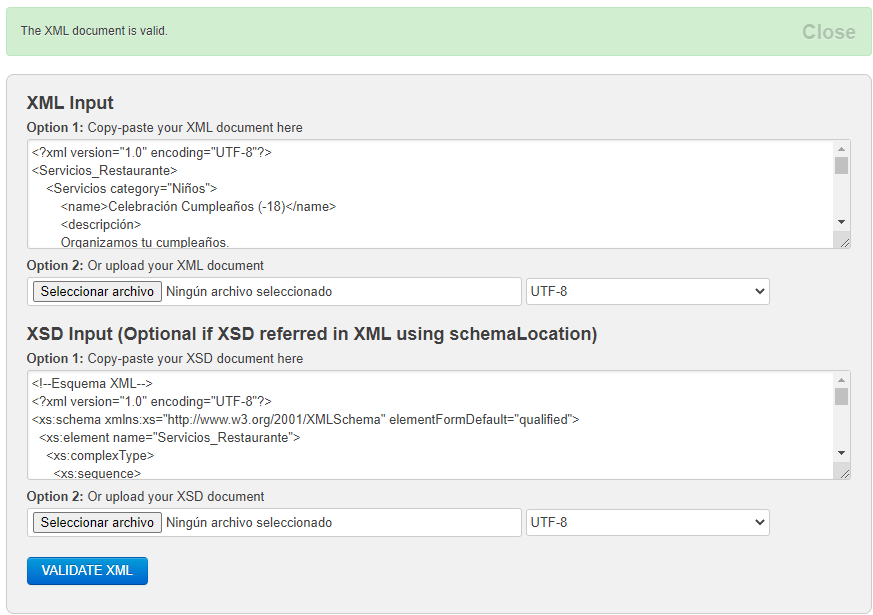 The XML document is valid.
Close
XML Input
Option 1: Copy-paste your XML document here
<?xml version="1.0" encoding="UTF-8"?>
<Servicios_Restaurante>
<Servicios category="Niños">
<name>Celebración Cumpleaños (-18)</name>
<descripción>
Organizamos tu cumpleaños.
Option 2: Or upload your XML document
Seleccionar archivo Ningún archivo seleccionado UTF-8
XSD Input (Optional if XSD referred in XML using schemaLocation)
Option 1: Copy-paste your XSD document here
<!--Esquema XML-->
<?xml version="1.0" encoding="UTF-8"?>
<xs:schema xmlns:xs="http://www.w3.org/2001/XMLSchema" elementFormDefault="qualified">
<xs:element name="Servicios_Restaurante">
<xs:complexType>
<xs:sequence>
Option 2: Or upload your XSD document
Seleccionar archivo Ningún archivo seleccionado UTF-8
VALIDATE XML